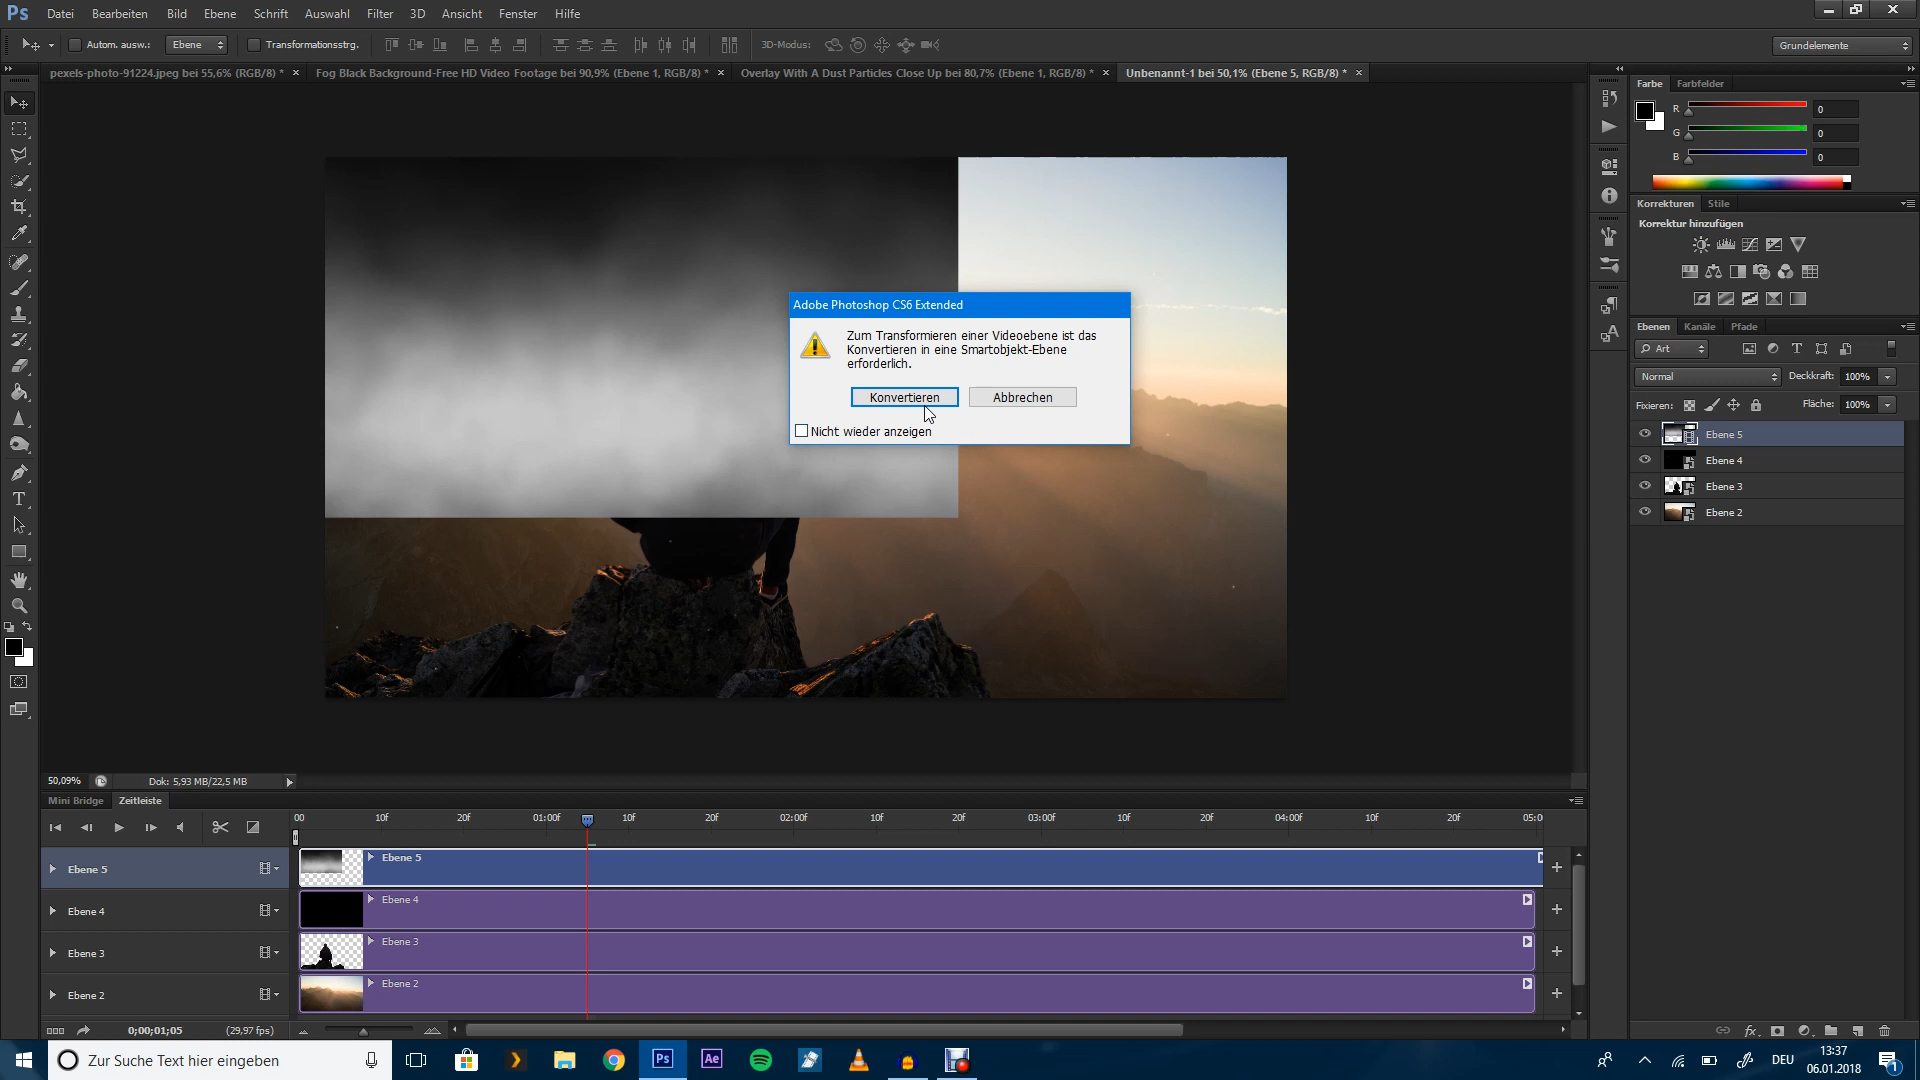 Ps Datei Bearbeiten Bild Ebene Schrift Auswahl Filter 3D Ansicht Fenster Hilfe
Autom. ausw.: Ebene Transformationsstrg. 3D-Modus: Grundelemente
pexels-photo-91224.jpeg bei 55,6% (RGB/8) * × Fog Black Background-Free HD Video Footage bei 90,9% (Ebene 1, RGB/8) * × Overlay With A Dust Particles Close Up bei 80,7% (Ebene 1, RGB/8) * × Unbenannt-1 bei 50,1% (Ebene 5, RGB/8) * ×
Farbe Farbfelder
R 0
G 0
B 0
Korrekturen Stile
Korrektur hinzufügen
Adobe Photoshop CS6 Extended
Zum Transformieren einer Videoebene ist das
Konvertieren in eine Smartobjekt-Ebene
erforderlich.
Konvertieren Abbrechen
Nicht wieder anzeigen
Ebenen Kanäle Pfade
Art
Normal Deckkraft: 100%
Fixieren: Fläche: 100%
Ebene 5
Ebene 4
Ebene 3
Ebene 2
50,09% Dok: 5,93 MB/22,5 MB
Mini Bridge Zeitleiste
00 10f 20f 01:00f 10f 20f 02:00f 10f 20f 03:00f 10f 20f 04:00f 10f 20f 05:0
Ebene 5 Ebene 5
Ebene 4 Ebene 4
Ebene 3 Ebene 3
Ebene 2 Ebene 2
0;00;01;05 (29,97 fps)
fx
Zur Suche Text hier eingeben Ps Ae DEU 13:37
06.01.2018 1